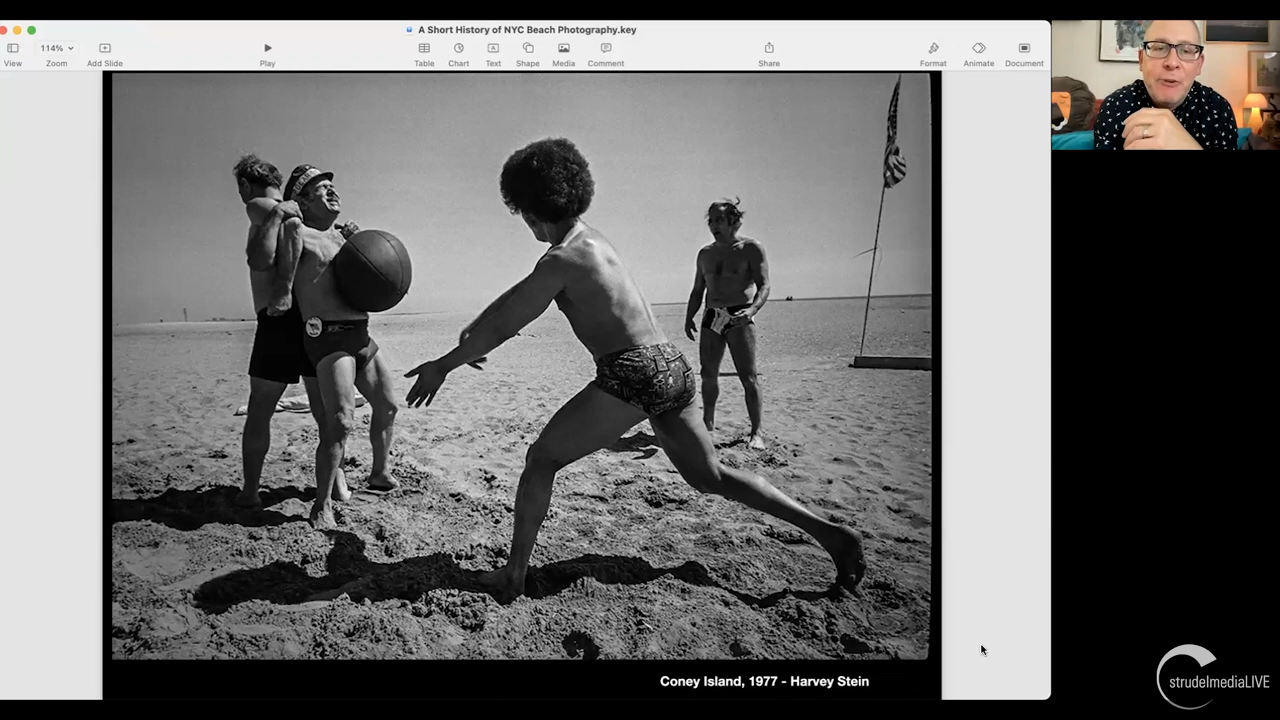 A Short History of NYC Beach Photography.key
114%
View
Zoom
Add Slide
Play
Table
Chart
Text
Shape
Media
Comment
Share
Format
Animate
Document
Coney Island, 1977 - Harvey Stein
strudelmediaLIVE